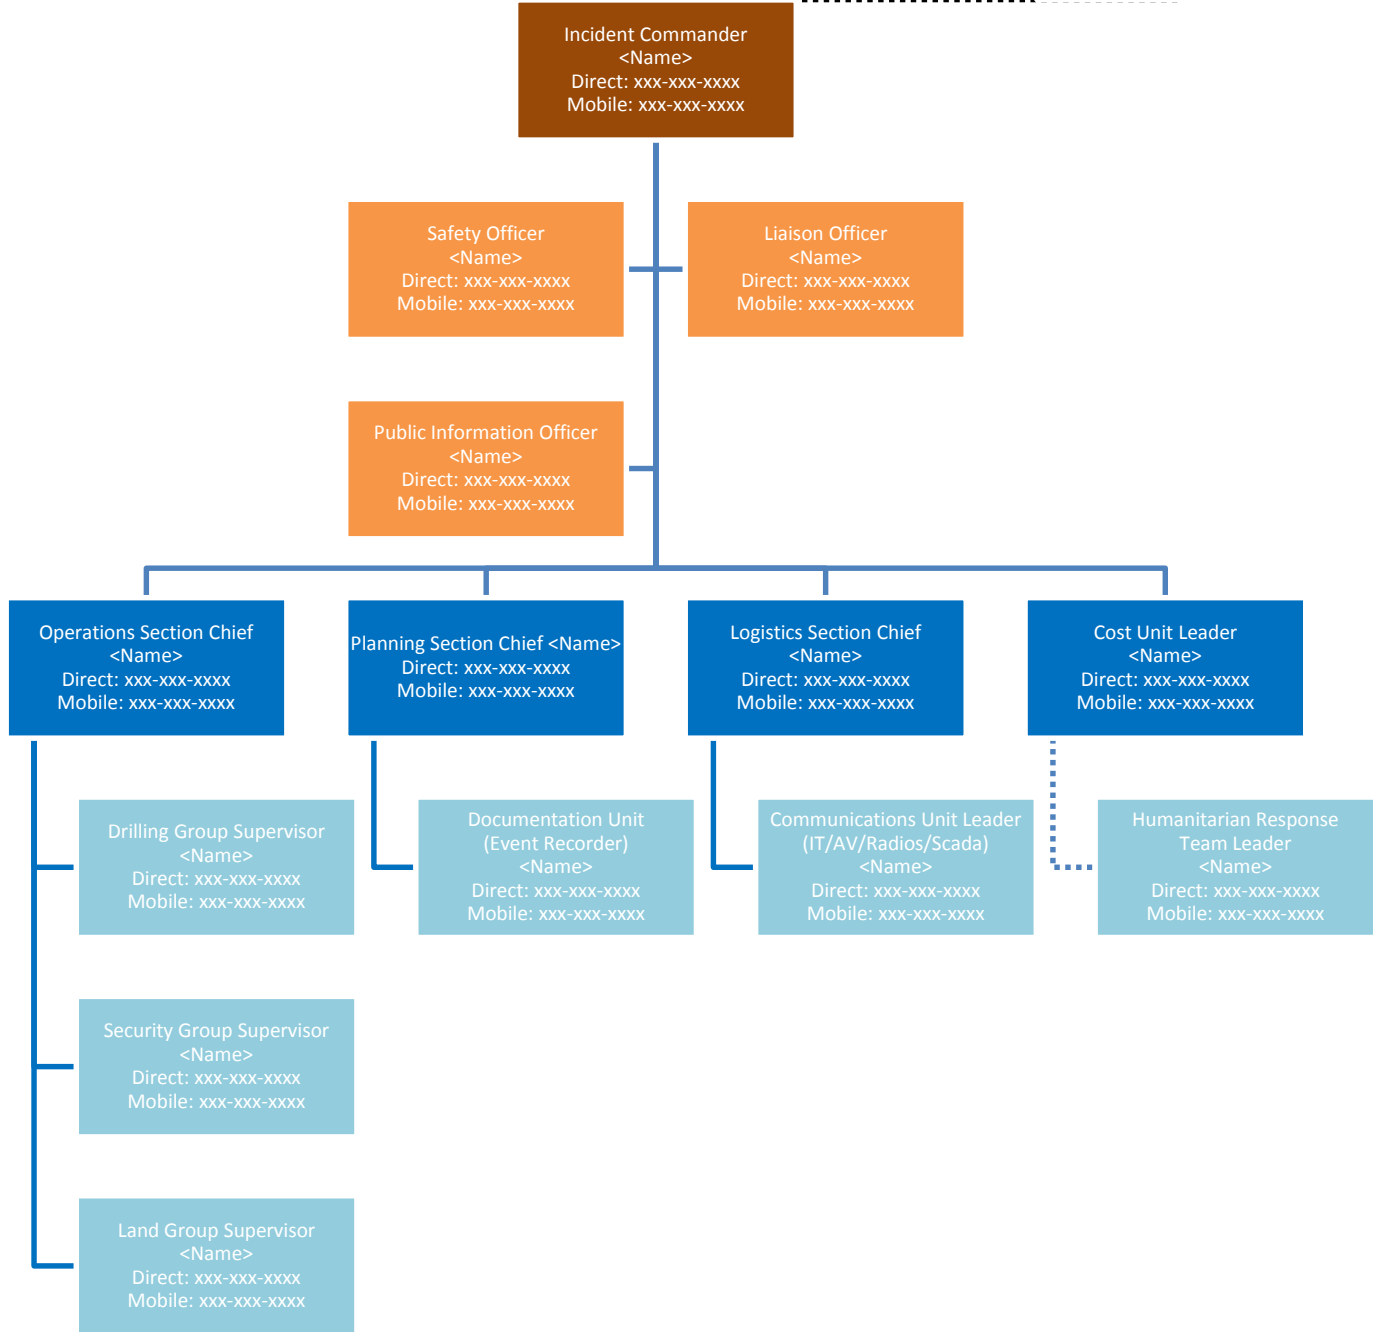 Incident Commander
<Name>
Direct: xxx-xxx-xxxx
Mobile: xxx-xxx-xxxx
Safety Officer
<Name>
Direct: xxx-xxx-xxxx
Mobile: xxx-xxx-xxxx
Liaison Officer
<Name>
Direct: xxx-xxx-xxxx
Mobile: xxx-xxx-xxxx
Public Information Officer
<Name>
Direct: xxx-xxx-xxxx
Mobile: xxx-xxx-xxxx
Operations Section Chief
<Name>
Direct: xxx-xxx-xxxx
Mobile: xxx-xxx-xxxx
Planning Section Chief <Name>
Direct: xxx-xxx-xxxx
Mobile: xxx-xxx-xxxx
Logistics Section Chief
<Name>
Direct: xxx-xxx-xxxx
Mobile: xxx-xxx-xxxx
Cost Unit Leader
<Name>
Direct: xxx-xxx-xxxx
Mobile: xxx-xxx-xxxx
Drilling Group Supervisor
<Name>
Direct: xxx-xxx-xxxx
Mobile: xxx-xxx-xxxx
Documentation Unit
(Event Recorder)
<Name>
Direct: xxx-xxx-xxxx
Mobile: xxx-xxx-xxxx
Communications Unit Leader
(IT/AV/Radios/Scada)
<Name>
Direct: xxx-xxx-xxxx
Mobile: xxx-xxx-xxxx
Humanitarian Response
Team Leader
<Name>
Direct: xxx-xxx-xxxx
Mobile: xxx-xxx-xxxx
Security Group Supervisor
<Name>
Direct: xxx-xxx-xxxx
Mobile: xxx-xxx-xxxx
Land Group Supervisor
<Name>
Direct: xxx-xxx-xxxx
Mobile: xxx-xxx-xxxx